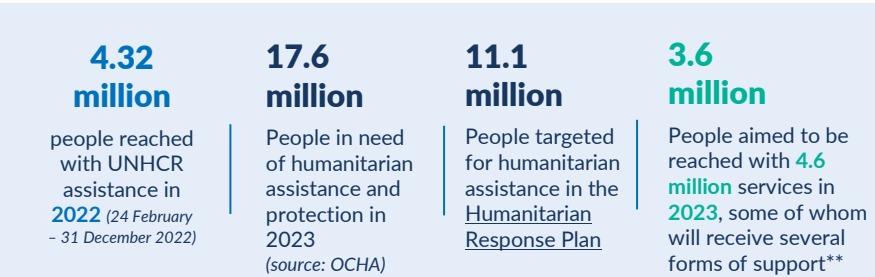 4.32
million
people reached
with UNHCR
assistance in
2022 (24 February
– 31 December 2022)
17.6
million
People in need
of humanitarian
assistance and
protection in
2023
(source: OCHA)
11.1
million
People targeted
for humanitarian
assistance in the
Humanitarian
Response Plan
3.6
million
People aimed to be
reached with 4.6
million services in
2023, some of whom
will receive several
forms of support**